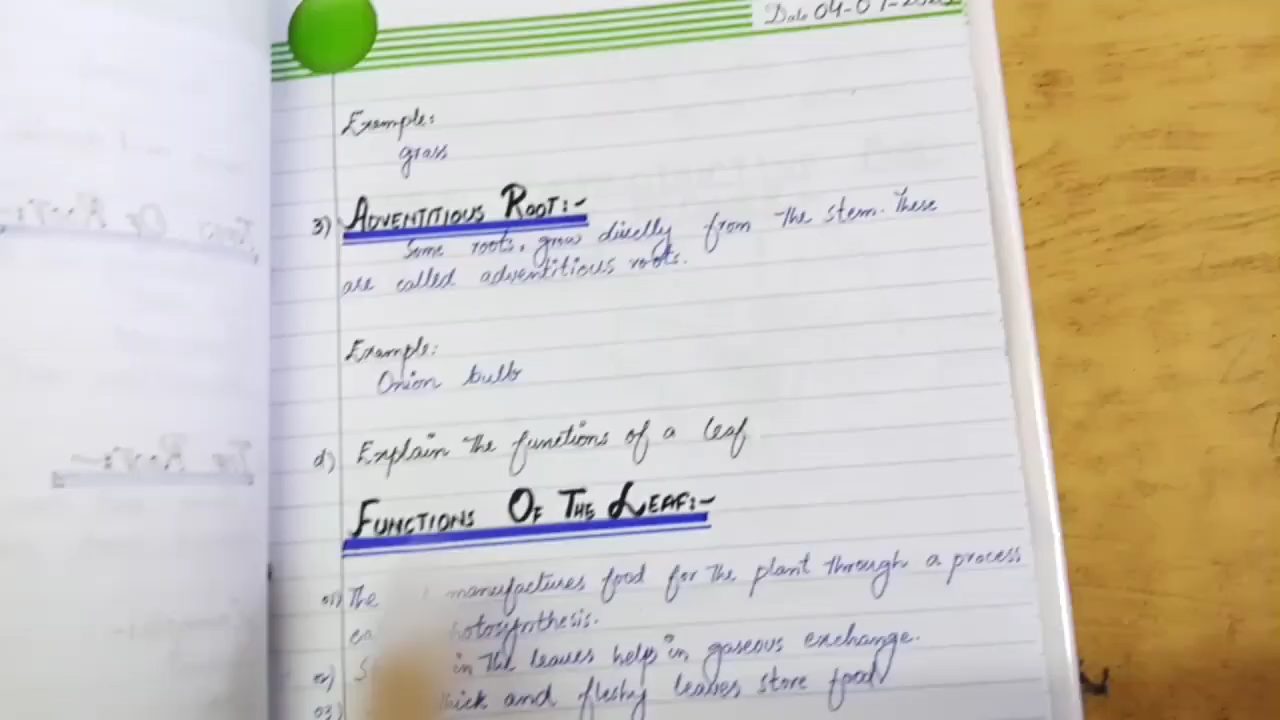 Date 04-0
Example:
grass
3) ADVENTITIOUS ROOT:-
Some roots, grow directly from the stem. These
are called adventitious roots.
Example:
Onion bulb
d) Explain the functions of a leaf
FUNCTIONS OF THE LEAF:-
01) The manufactures food for the plant through a process
02) in the leaves help in gaseous exchange.
03) and fleshy leaves store food